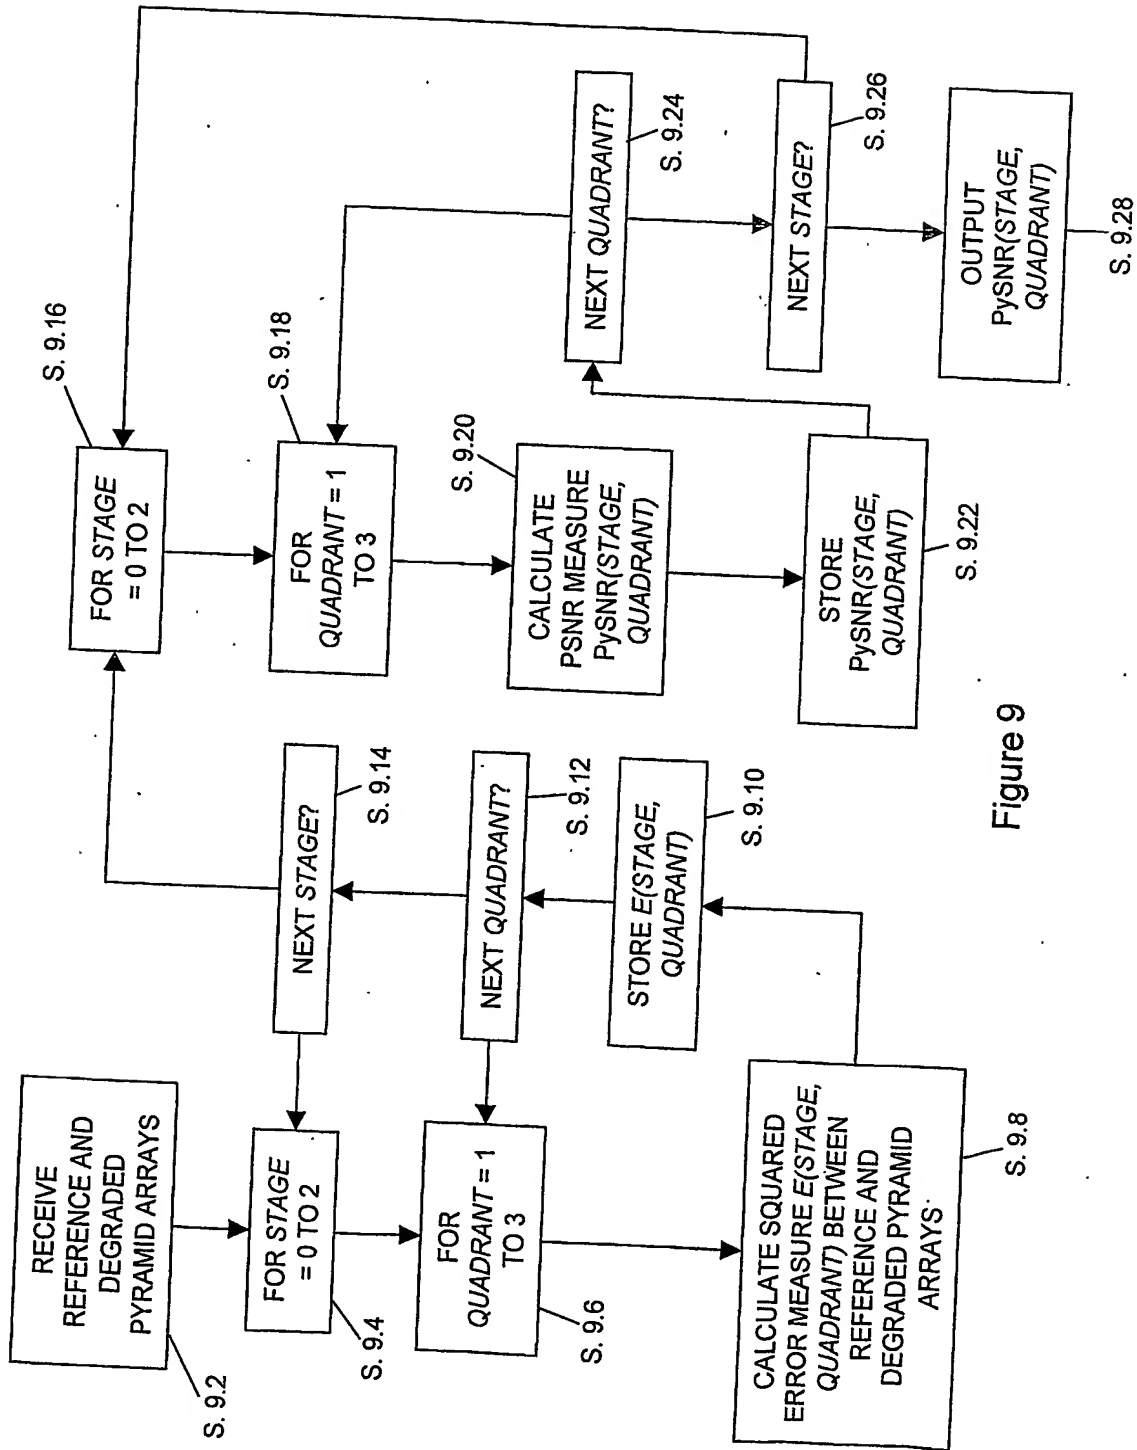 RECEIVE
REFERENCE AND
DEGRADED
PYRAMID ARRAYS
S. 9.2
FOR STAGE
= 0 TO 2
S. 9.4
FOR
QUADRANT = 1
TO 3
S. 9.6
CALCULATE SQUARED
ERROR MEASURE E(STAGE,
QUADRANT) BETWEEN
REFERENCE AND
DEGRADED PYRAMID
ARRAYS
S. 9.8
STORE E(STAGE,
QUADRANT)
S. 9.10
NEXT QUADRANT?
S. 9.12
NEXT STAGE?
S. 9.14
FOR STAGE
= 0 TO 2
S. 9.16
FOR
QUADRANT = 1
TO 3
S. 9.18
CALCULATE
PSNR MEASURE
PySNR(STAGE,
QUADRANT)
S. 9.20
STORE
PySNR(STAGE,
QUADRANT)
S. 9.22
NEXT QUADRANT?
S. 9.24
NEXT STAGE?
S. 9.26
OUTPUT
PySNR(STAGE,
QUADRANT)
S. 9.28
Figure 9